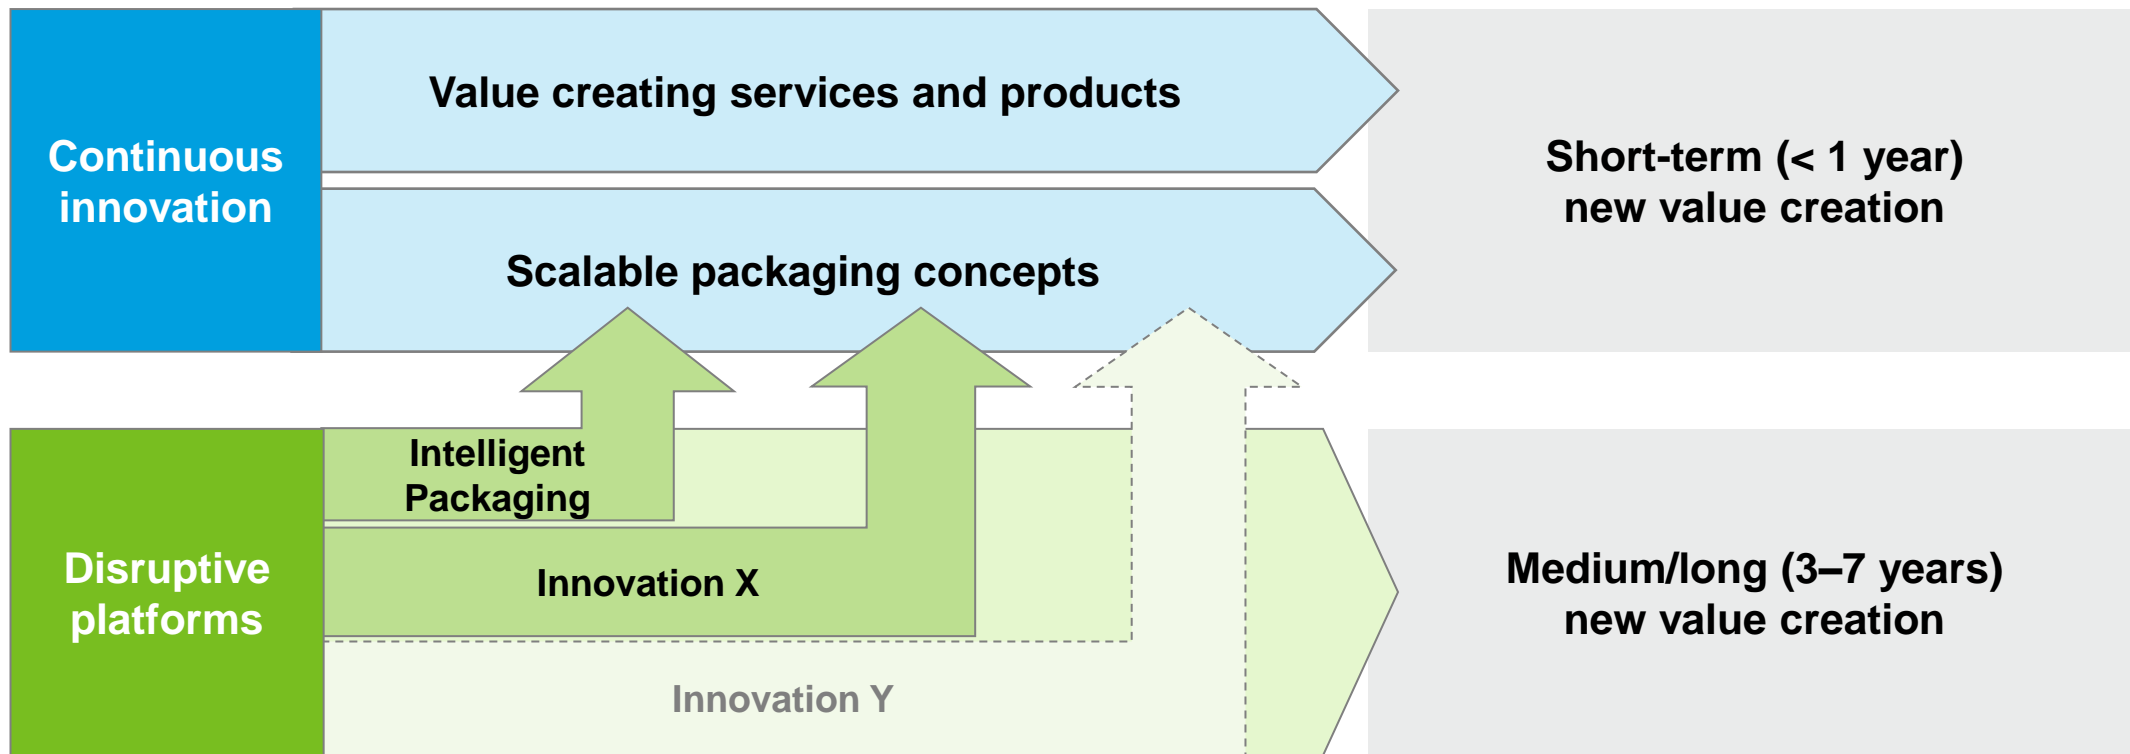 Continuous
innovation
Value creating services and products
Scalable packaging concepts
Short-term (< 1 year)
new value creation
Disruptive
platforms
Intelligent
Packaging
Innovation X
Innovation Y
Medium/long (3–7 years)
new value creation